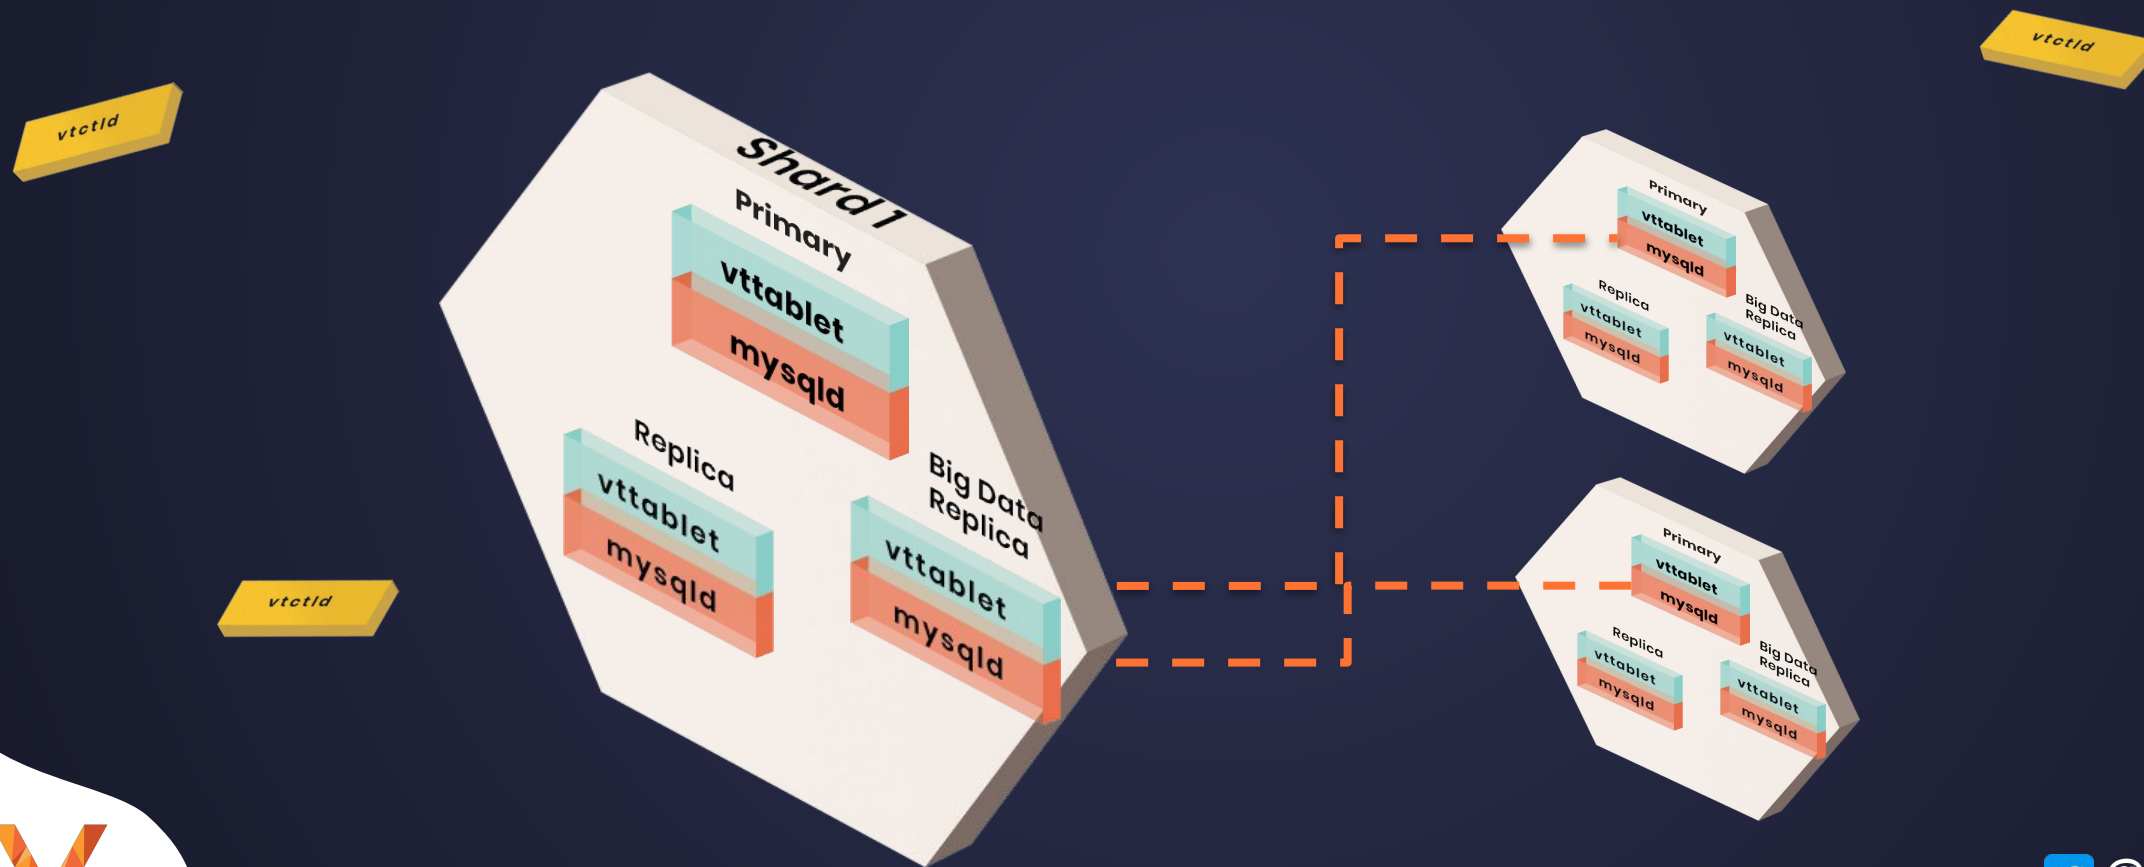 vtctld
vtctld
vtctld
Shard 1
Primary
vttablet
mysqld
Replica
vttablet
mysqld
Big Data
Replica
vttablet
mysqld
Primary
vttablet
mysqld
Replica
vttablet
mysqld
Big Data
Replica
vttablet
mysqld
Primary
vttablet
mysqld
Replica
vttablet
mysqld
Big Data
Replica
vttablet
mysqld